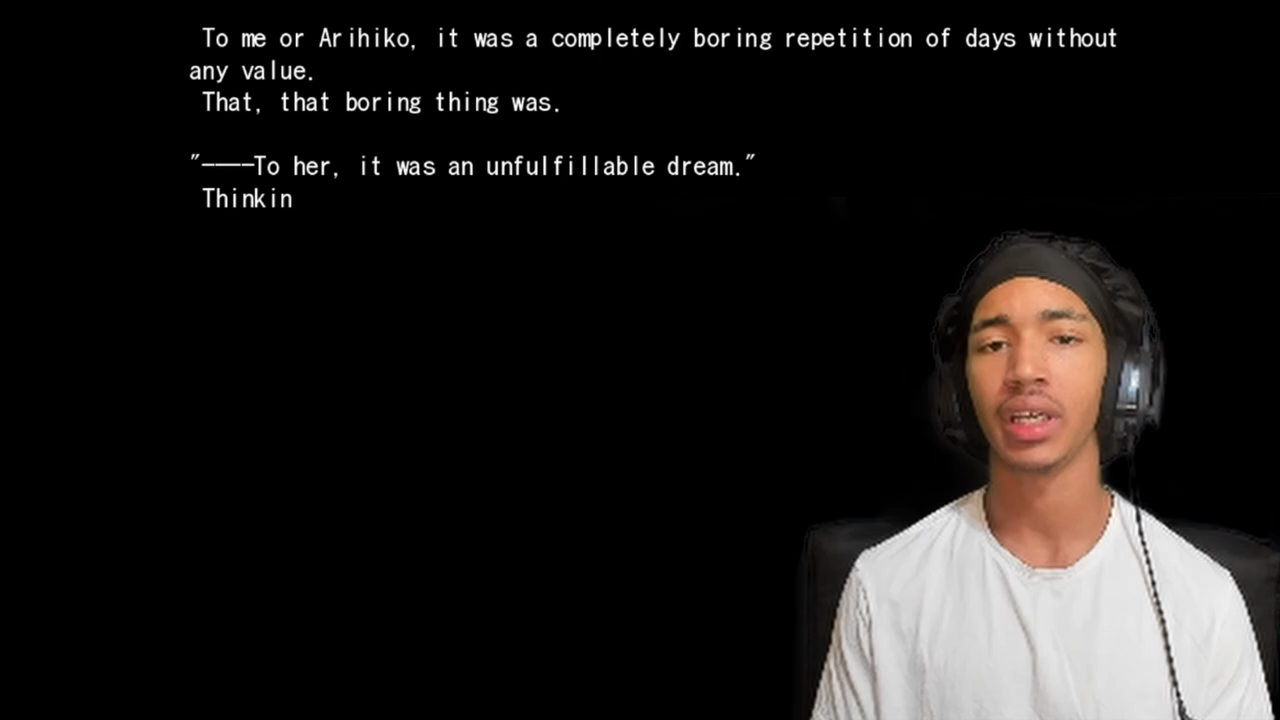 To me or Arihiko, it was a completely boring repetition of days without
any value.
That, that boring thing was.
"────To her, it was an unfulfillable dream."
Thinkin